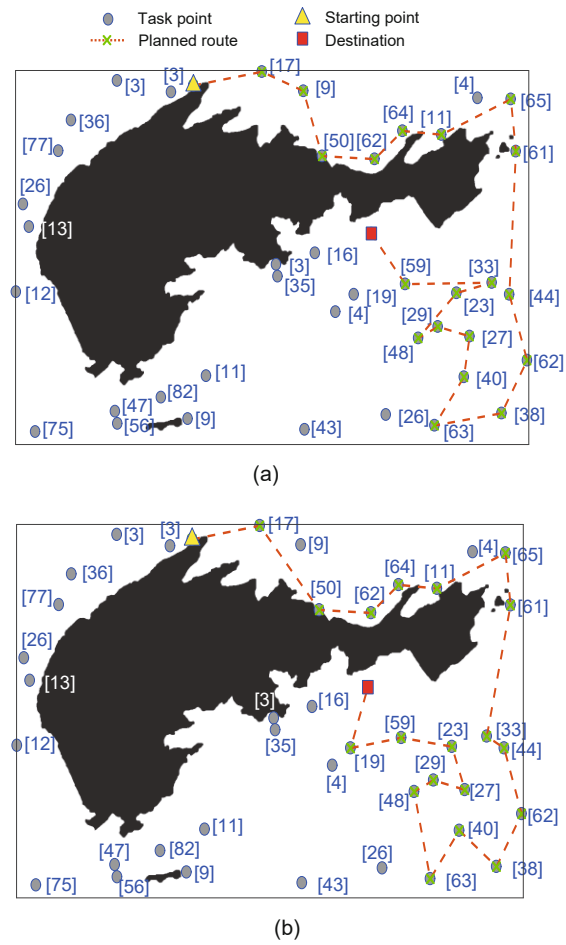 Task point Starting point
Planned route Destination
[17]
[3] [3] [9] [4] [65]
[36] [64] [11]
[77] [50] [62] [61]
[26]
[13]
[16]
[3] [59] [33]
[12] [35] [19] [23] [44]
[4] [29] [27]
[48]
[11] [40] [62]
[82]
[47] [9] [26] [38]
[75] [56] [43] [63]
(a)
[17]
[3] [3] [9] [4] [65]
[36] [64] [11]
[77] [50] [62] [61]
[26]
[13] [3] [16]
[59] [23] [33]
[12] [35] [19] [44]
[4] [29]
[48] [27]
[11] [40] [62]
[47] [82] [26]
[75] [56] [9] [43] [63] [38]
(b)